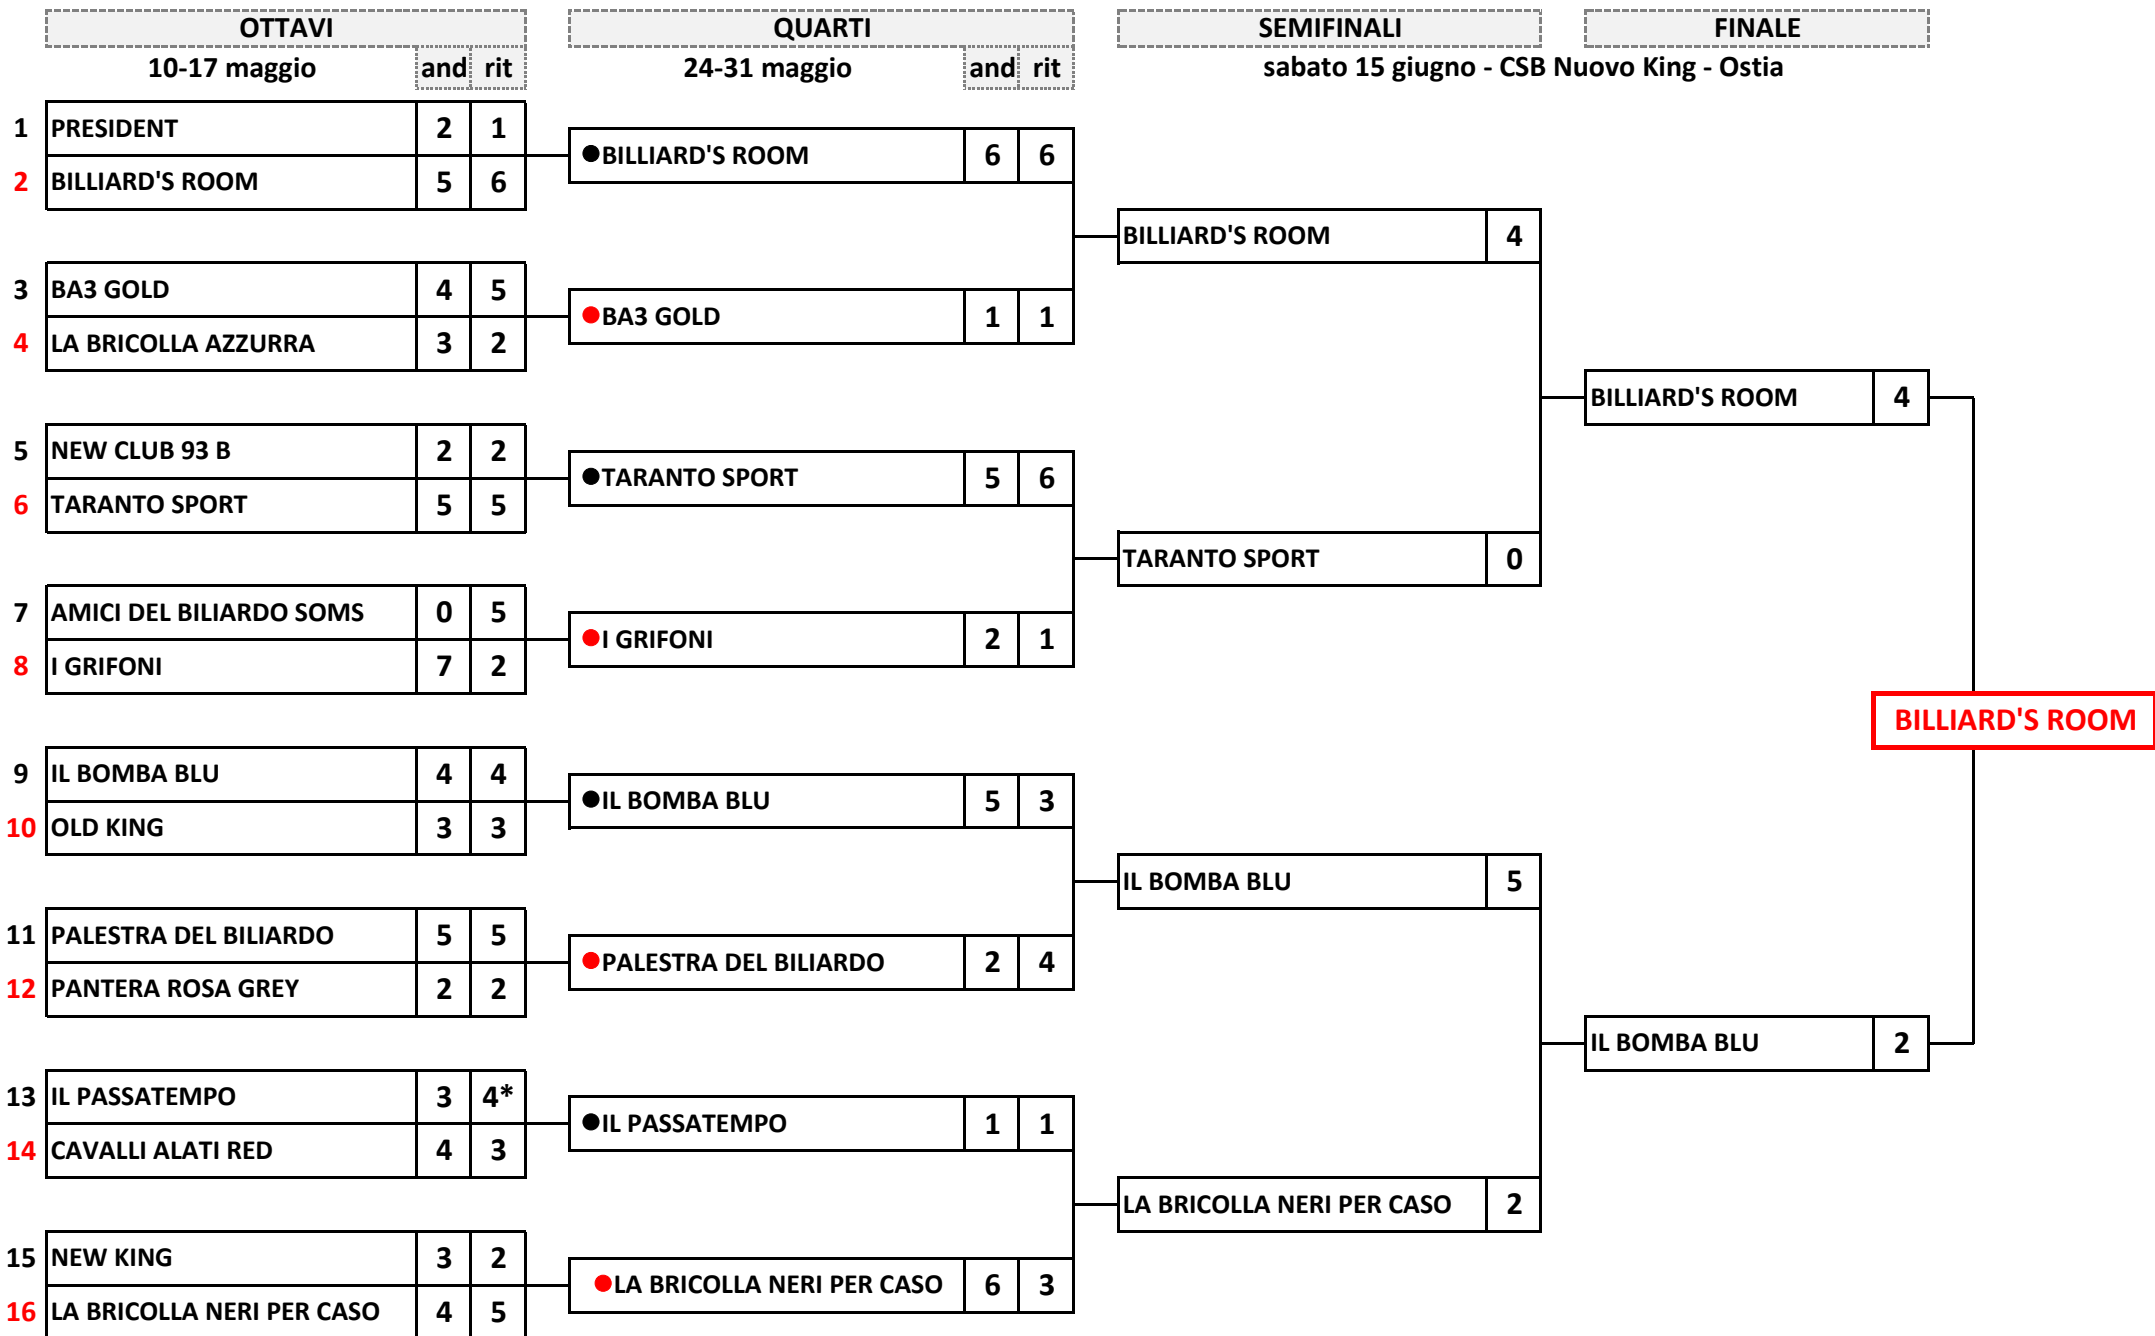 OTTAVI QUARTI SEMIFINALI FINALE
10-17 maggio and rit 24-31 maggio and rit sabato 15 giugno - CSB Nuovo King - Ostia
1 PRESIDENT 2 1
2 BILLIARD'S ROOM 5 6
3 BA3 GOLD 4 5
4 LA BRICOLLA AZZURRA 3 2
5 NEW CLUB 93 B 2 2
6 TARANTO SPORT 5 5
7 AMICI DEL BILIARDO SOMS 0 5
8 I GRIFONI 7 2
9 IL BOMBA BLU 4 4
10 OLD KING 3 3
11 PALESTRA DEL BILIARDO 5 5
12 PANTERA ROSA GREY 2 2
13 IL PASSATEMPO 3 4*
14 CAVALLI ALATI RED 4 3
15 NEW KING 3 2
16 LA BRICOLLA NERI PER CASO 4 5
●BILLIARD'S ROOM 6 6
●BA3 GOLD 1 1
●TARANTO SPORT 5 6
●I GRIFONI 2 1
●IL BOMBA BLU 5 3
●PALESTRA DEL BILIARDO 2 4
●IL PASSATEMPO 1 1
●LA BRICOLLA NERI PER CASO 6 3
BILLIARD'S ROOM 4
TARANTO SPORT 0
IL BOMBA BLU 5
LA BRICOLLA NERI PER CASO 2
BILLIARD'S ROOM 4
IL BOMBA BLU 2
BILLIARD'S ROOM